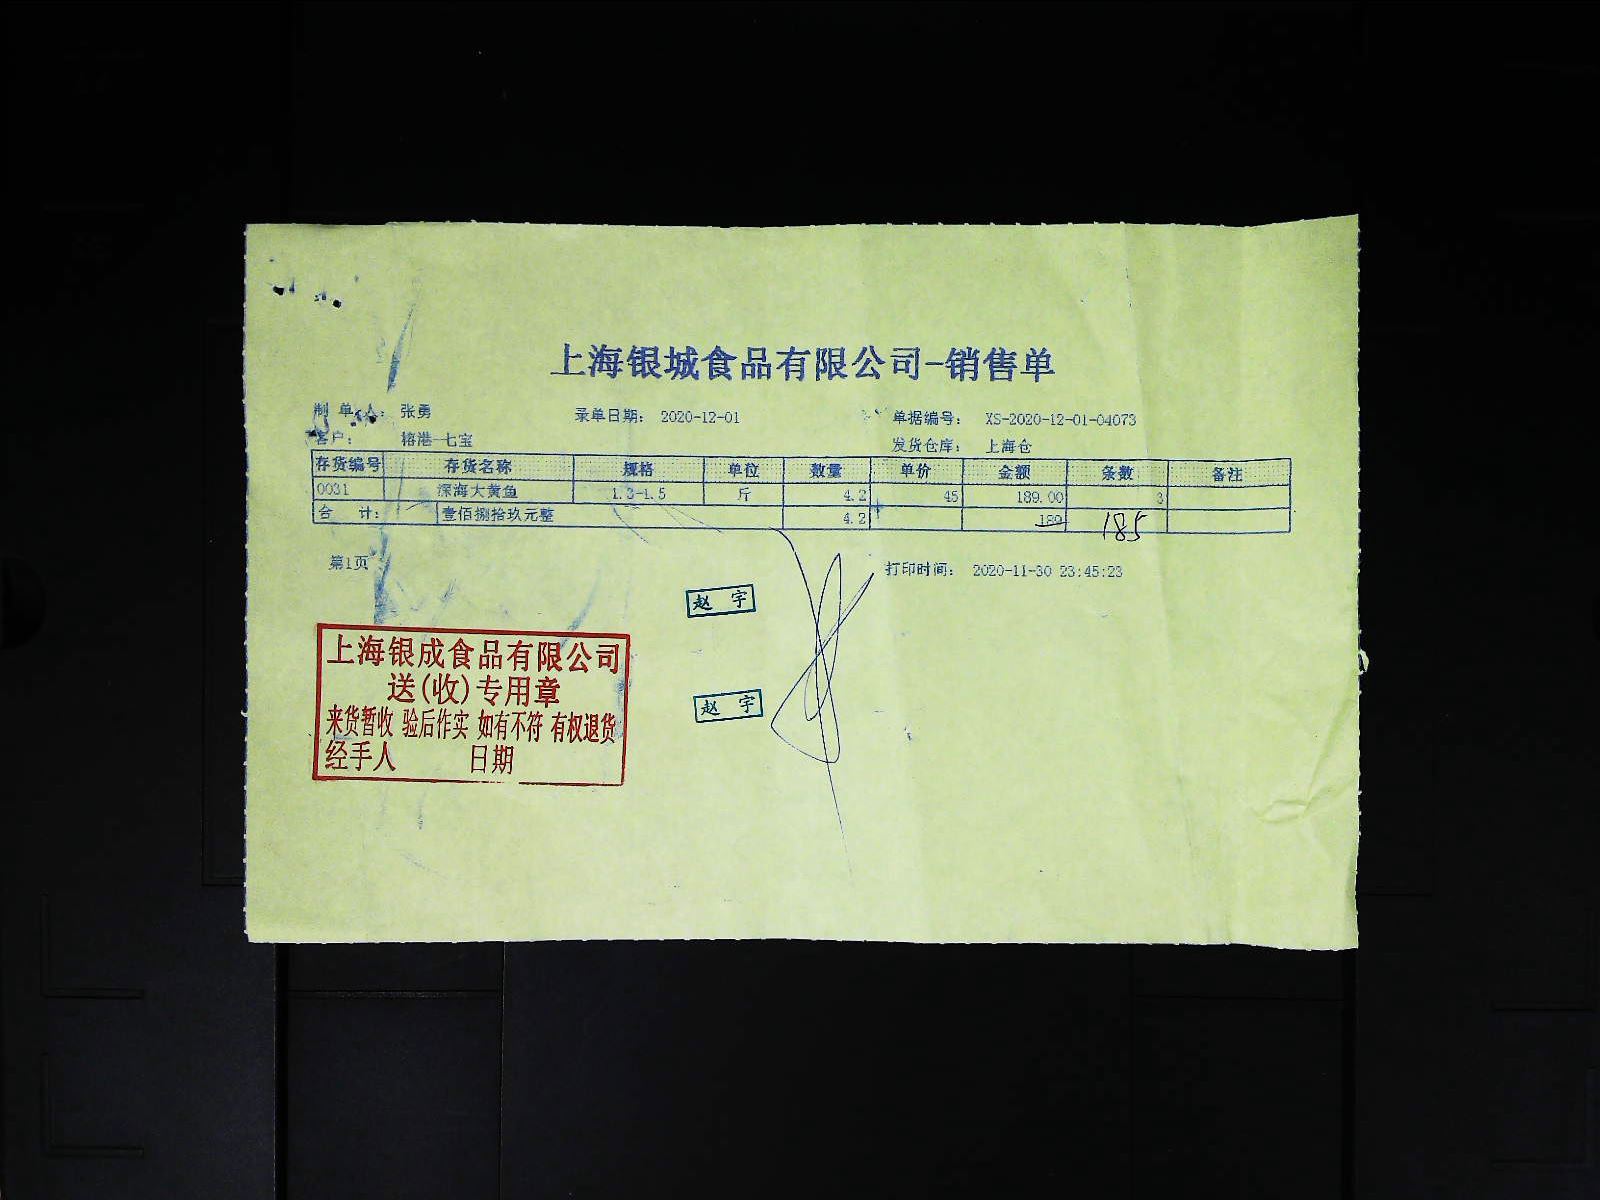 上海银城食品有限公司-销售单
制 单 人： 张勇 录单日期： 2020-12-01 单据编号： XS-2020-12-01-04073
客户： 榕港-七宝 发货仓库： 上海仓
存货编号 存货名称 规格 单位 数量 单价 金额 条数 备注
0031 深海大黄鱼 1.3-1.5 斤 4.2 45 189.00 3
合 计： 壹佰捌拾玖元整 4.2 189 185
第1页 打印时间： 2020-11-30 23:45:23
赵 宇
赵 宇
上海银成食品有限公司
送(收)专用章
来货暂收 验后作实 如有不符 有权退货
经手人 日期